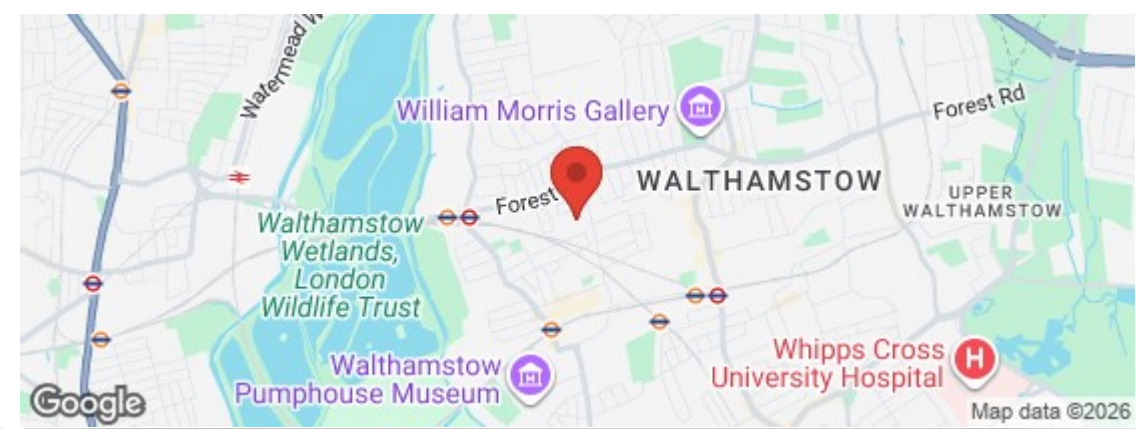 Watermead W
William Morris Gallery
Forest Rd
WALTHAMSTOW
Forest
UPPER
WALTHAMSTOW
Walthamstow
Wetlands,
London
Wildlife Trust
Walthamstow
Pumphouse Museum
Whipps Cross
University Hospital
H
Google
Map data ©2026